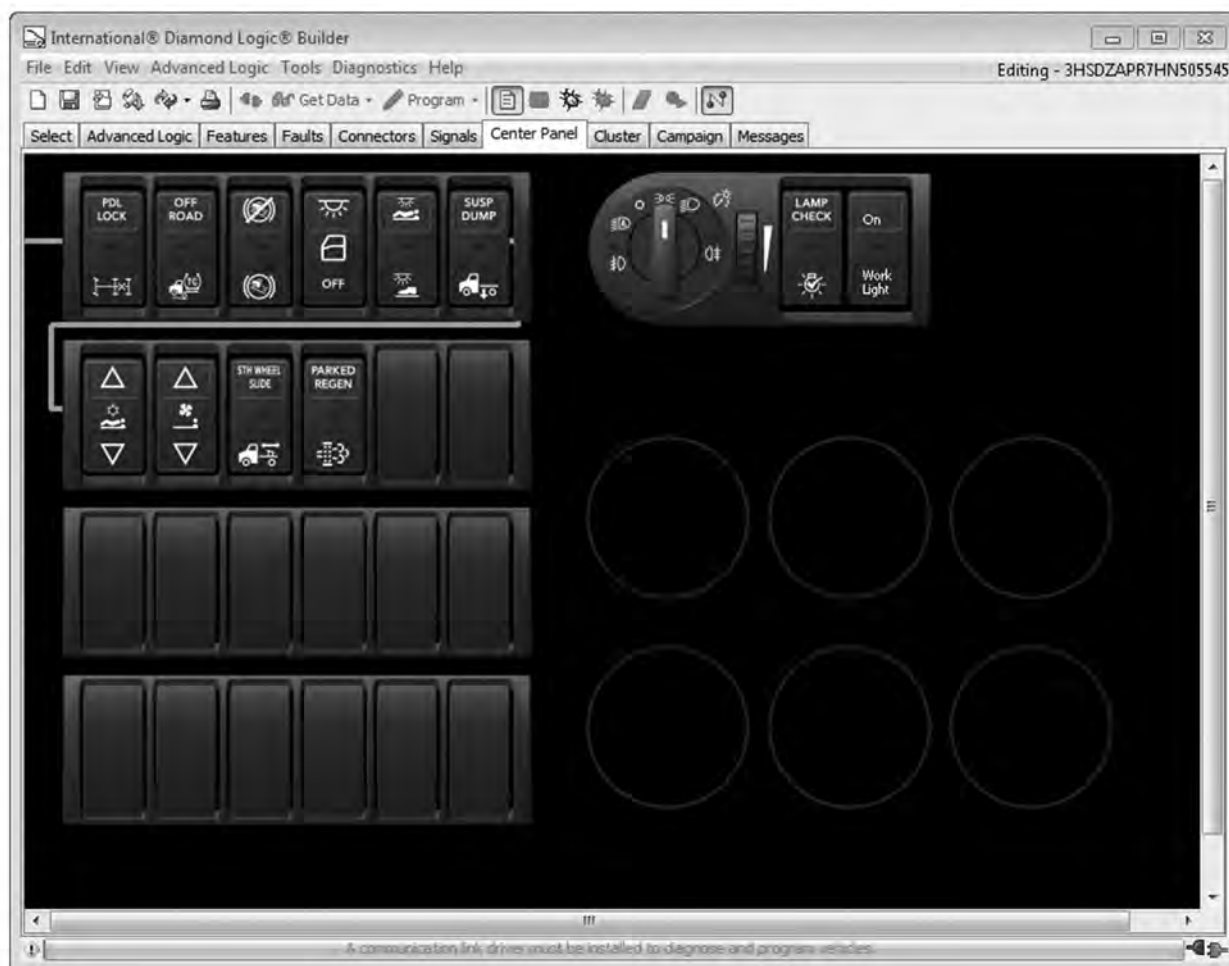 International® Diamond Logic® Builder
File Edit View Advanced Logic Tools Diagnostics Help
Editing - 3HSDZAPR7HN505545
Get Data
Program
Select Advanced Logic Features Faults Connectors Signals Center Panel Cluster Campaign Messages
PDL
LOCK
OFF
ROAD
TC
OFF
SUSP
DUMP
LAMP
CHECK
On
Work
Light
5TH WHEEL
SLIDE
PARKED
REGEN
A communication link driver must be installed to diagnose and program vehicles.